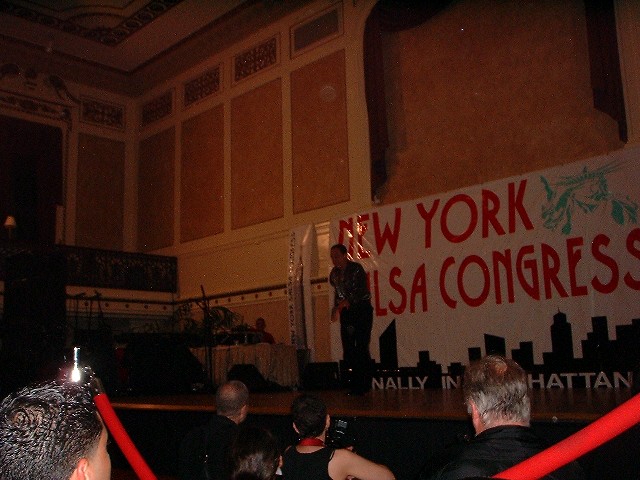 NEW YORK
LSA CONGRESS
NALLY IN HATTAN